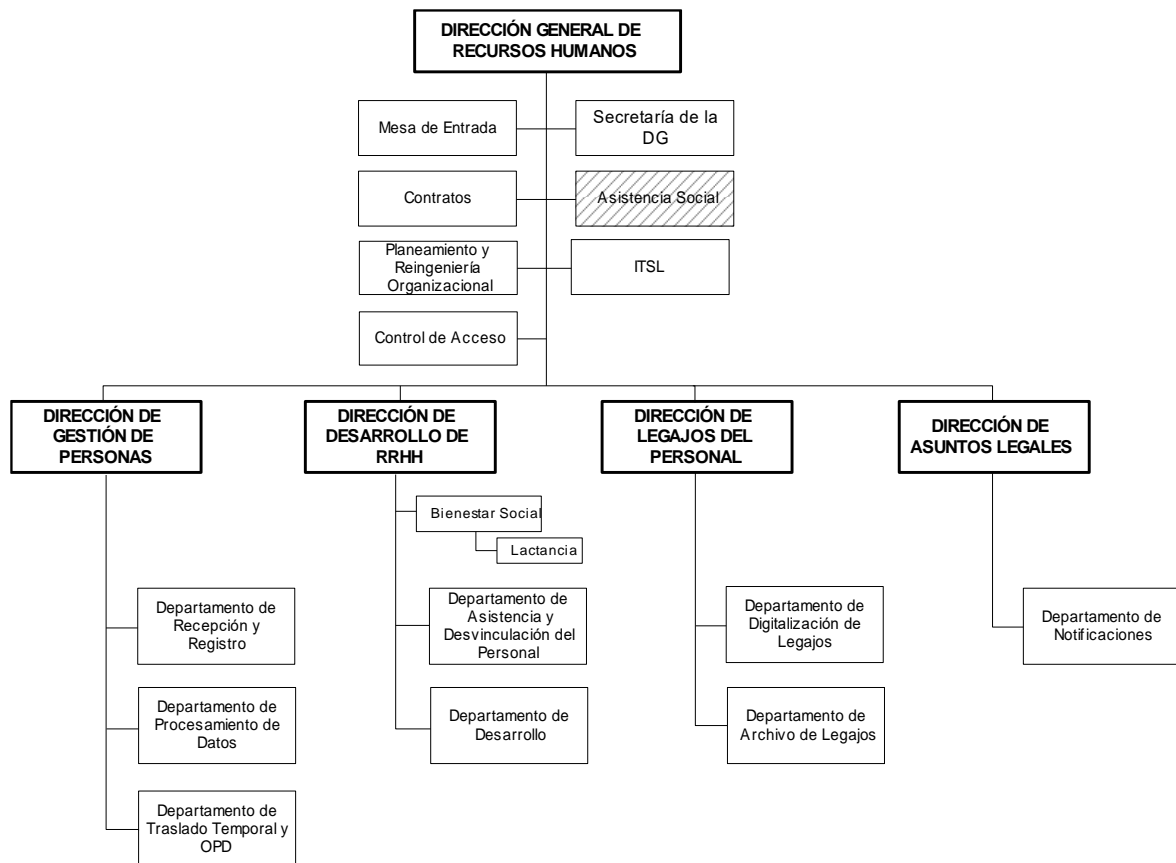 DIRECCIÓN GENERAL DE
RECURSOS HUMANOS
Mesa de Entrada
Secretaría de la
DG
Contratos
Asistencia Social
Planeamiento y
Reingeniería
Organizacional
ITSL
Control de Acceso
DIRECCIÓN DE
GESTIÓN DE
PERSONAS
DIRECCIÓN DE
DESARROLLO DE
RRHH
DIRECCIÓN DE
LEGAJOS DEL
PERSONAL
DIRECCIÓN DE
ASUNTOS LEGALES
Bienestar Social
Lactancia
Departamento de
Recepción y
Registro
Departamento de
Asistencia y
Desvinculación del
Personal
Departamento de
Digitalización de
Legajos
Departamento de
Notificaciones
Departamento de
Procesamiento de
Datos
Departamento de
Desarrollo
Departamento de
Archivo de Legajos
Departamento de
Traslado Temporal y
OPD